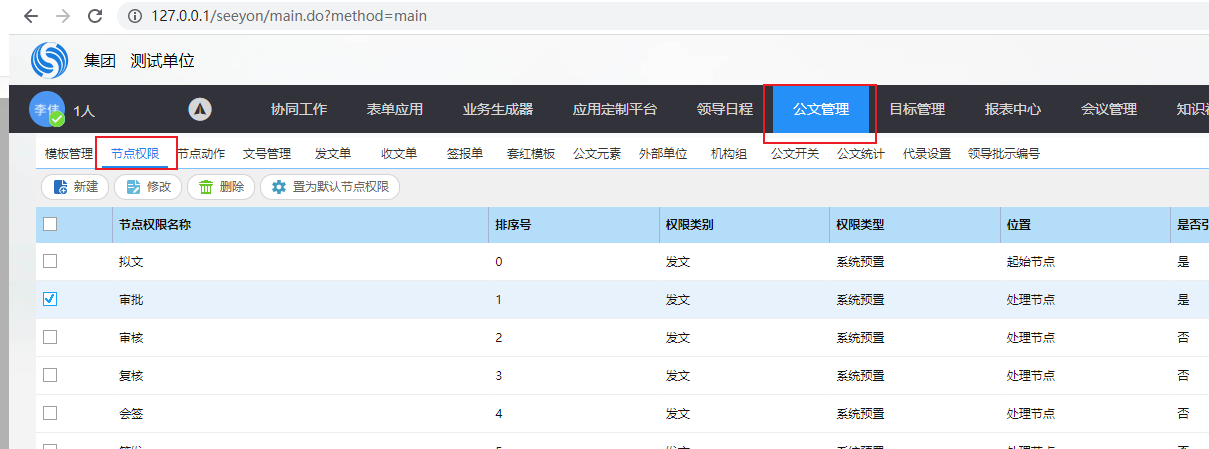 127.0.0.1/seeyon/main.do?method=main
集团 测试单位
李佳 1人 协同工作 表单应用 业务生成器 应用定制平台 领导日程 公文管理 目标管理 报表中心 会议管理 知识
模板管理 节点权限 节点动作 文号管理 发文单 收文单 签报单 套红模板 公文元素 外部单位 机构组 公文开关 公文统计 代录设置 领导批示编号
新建 修改 删除 置为默认节点权限
节点权限名称 排序号 权限类别 权限类型 位置 是否引
拟文 0 发文 系统预置 起始节点 是
审批 1 发文 系统预置 处理节点 是
审核 2 发文 系统预置 处理节点 否
复核 3 发文 系统预置 处理节点 否
会签 4 发文 系统预置 处理节点 否